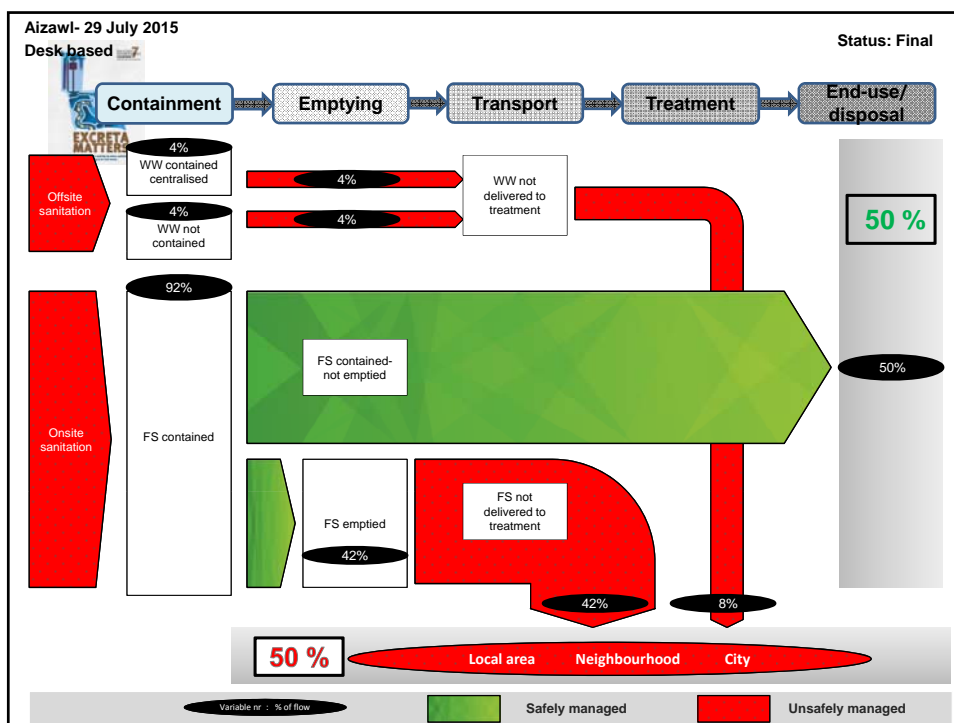 Aizawl- 29 July 2015
Desk based
Status: Final
Containment
Emptying
Transport
Treatment
End-use/
disposal
EXCRETA
MATTERS
4%
WW contained
centralised
4%
WW not
delivered to
treatment
Offsite
sanitation
4%
WW not
contained
4%
50 %
92%
FS contained-
not emptied
50%
Onsite
sanitation
FS contained
FS emptied
42%
FS not
delivered to
treatment
42%
8%
50 %
Local area
Neighbourhood
City
Variable nr : % of flow
Safely managed
Unsafely managed